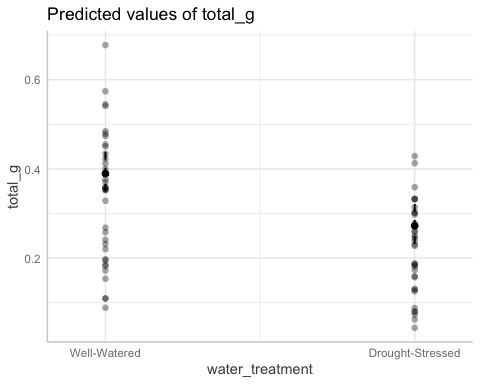 Predicted values of total_g
0.6
0.4
0.2
total_g
Well-Watered
Drought-Stressed
water_treatment